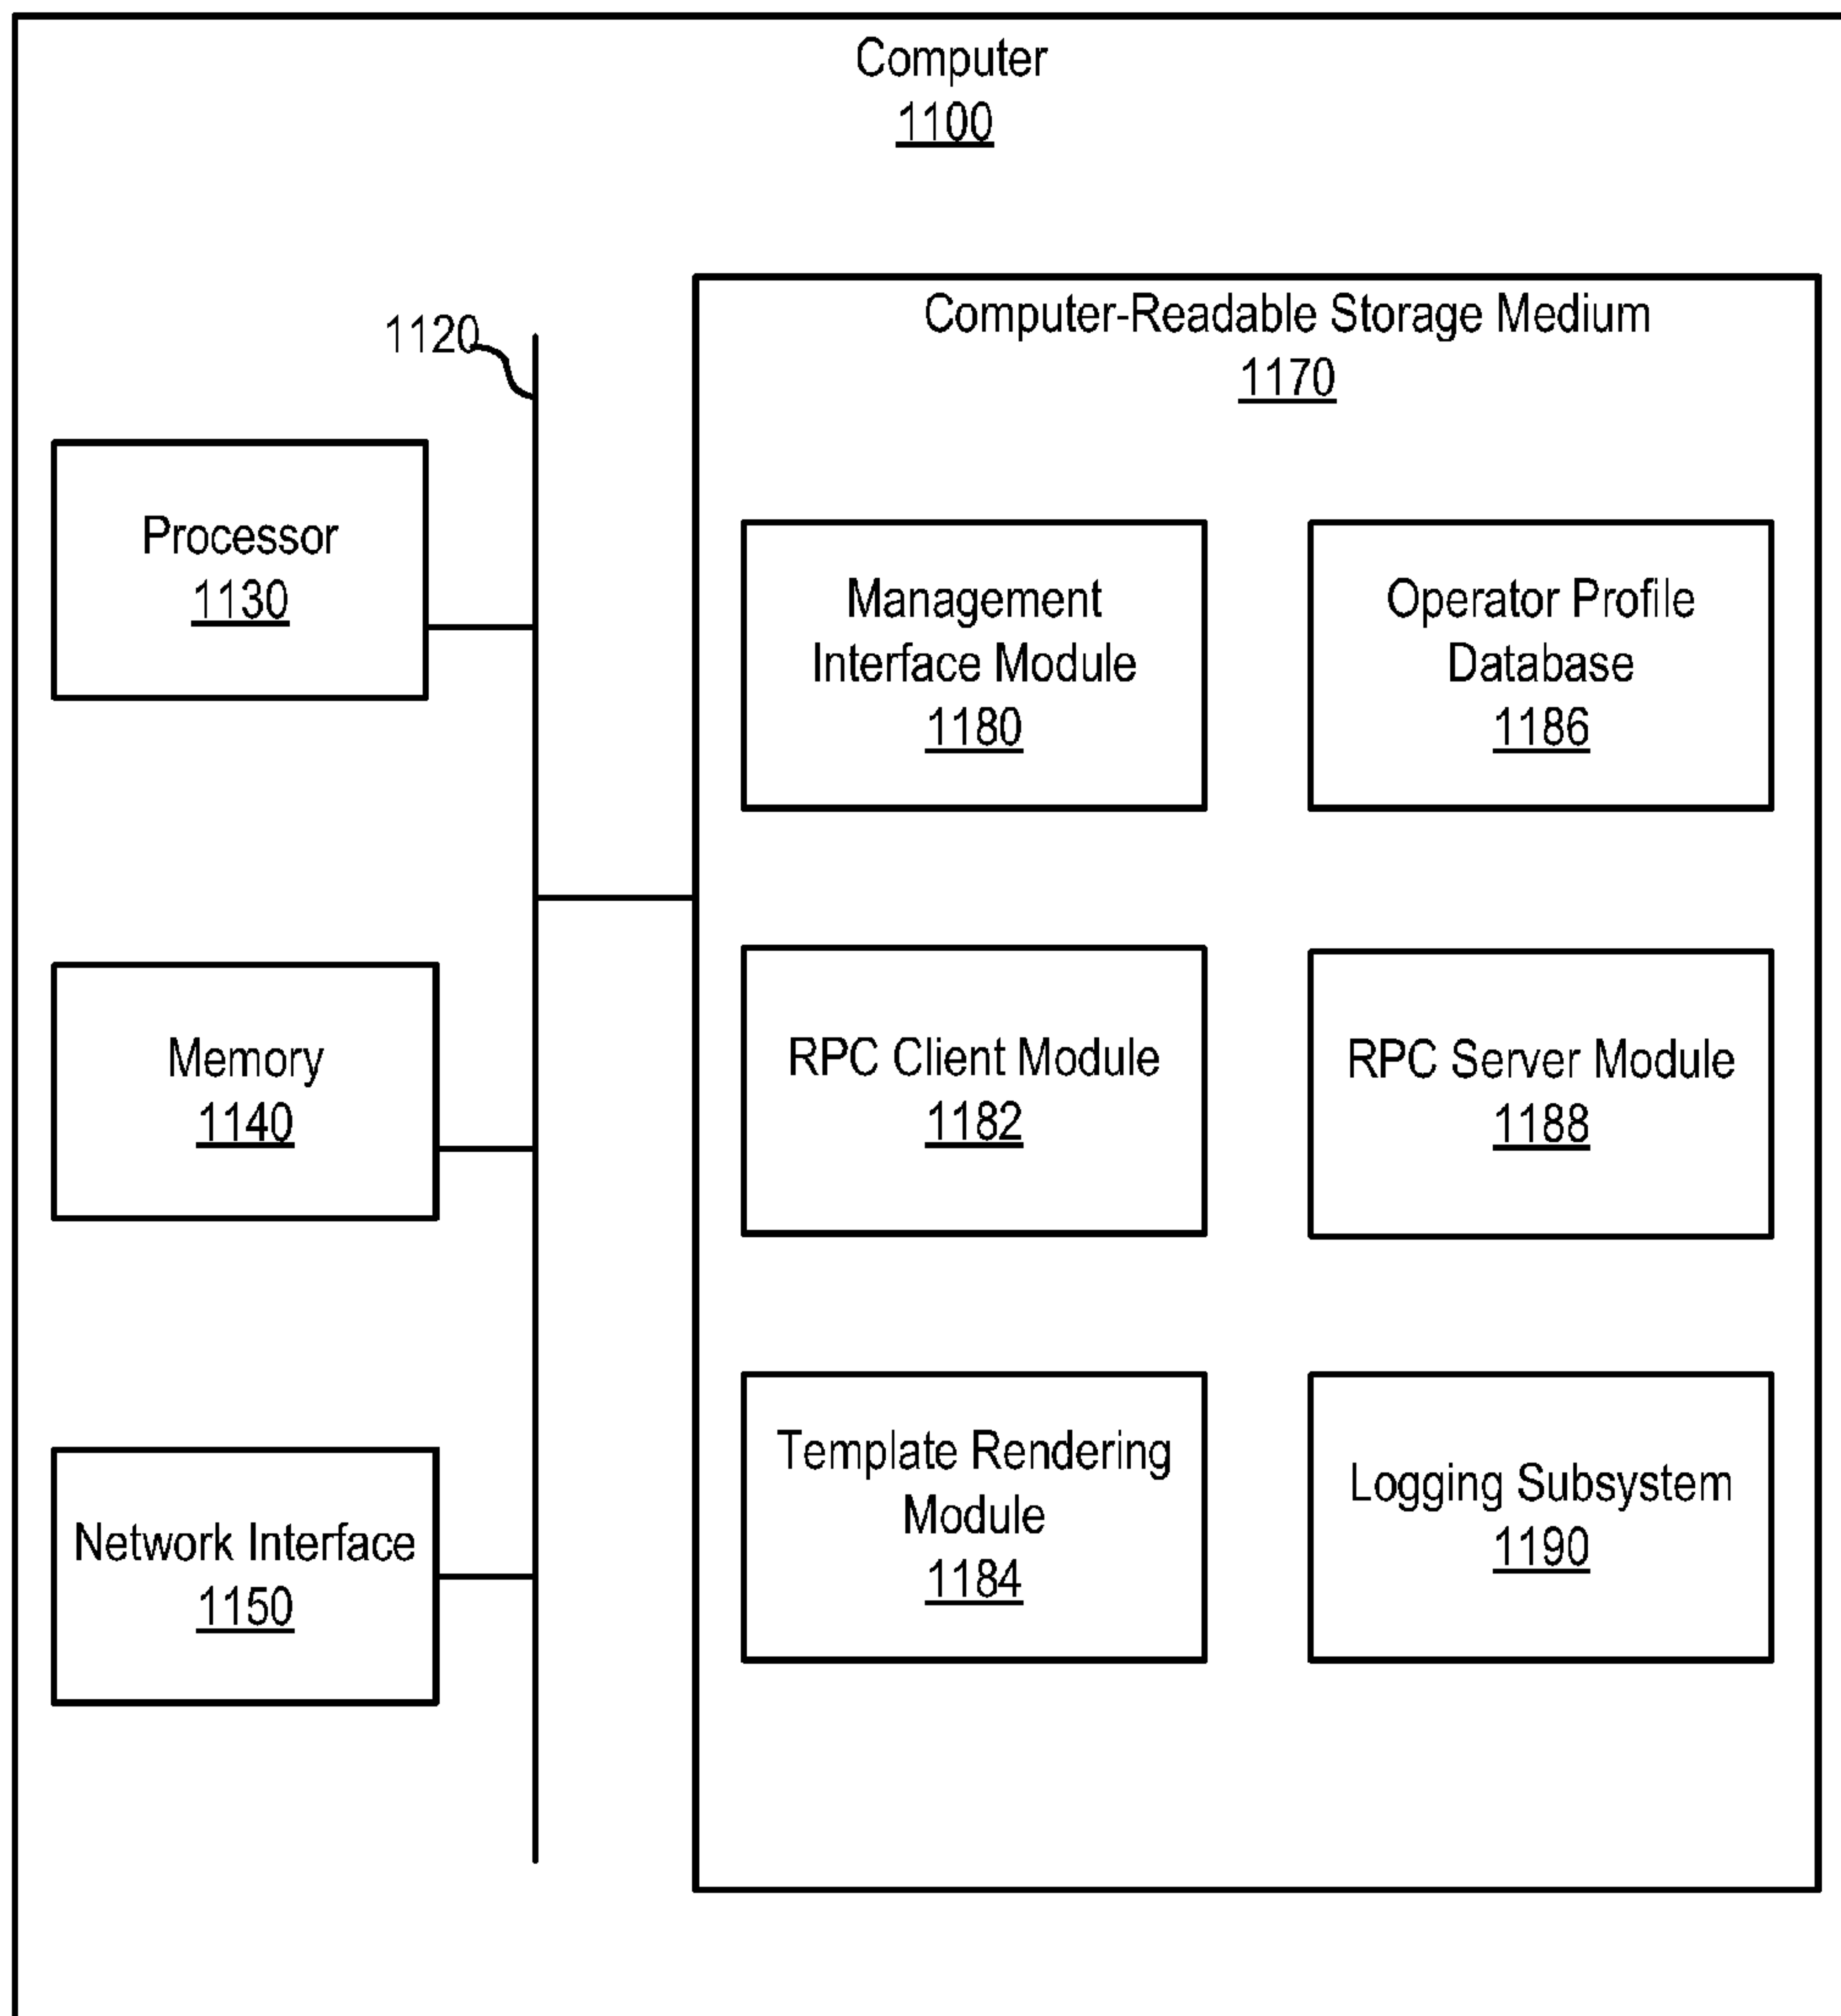 Computer
1100
1120
Computer-Readable Storage Medium
1170
Processor
1130
Management
Interface Module
1180
Operator Profile
Database
1186
Memory
1140
RPC Client Module
1182
RPC Server Module
1188
Network Interface
1150
Template Rendering
Module
1184
Logging Subsystem
1190